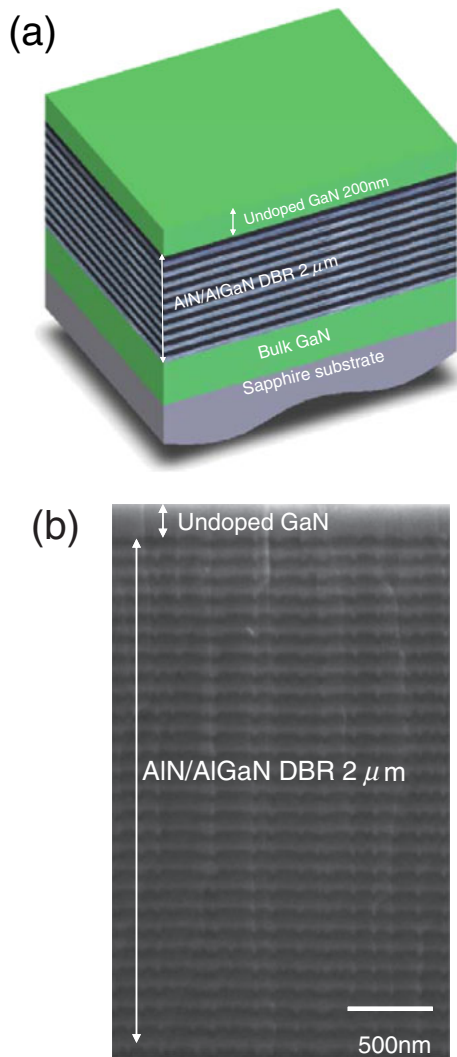 (a)
Undoped GaN 200nm
AlN/AlGaN DBR 2 μm
Bulk GaN
Sapphire substrate
(b)
Undoped GaN
AlN/AlGaN DBR 2 μm
500nm